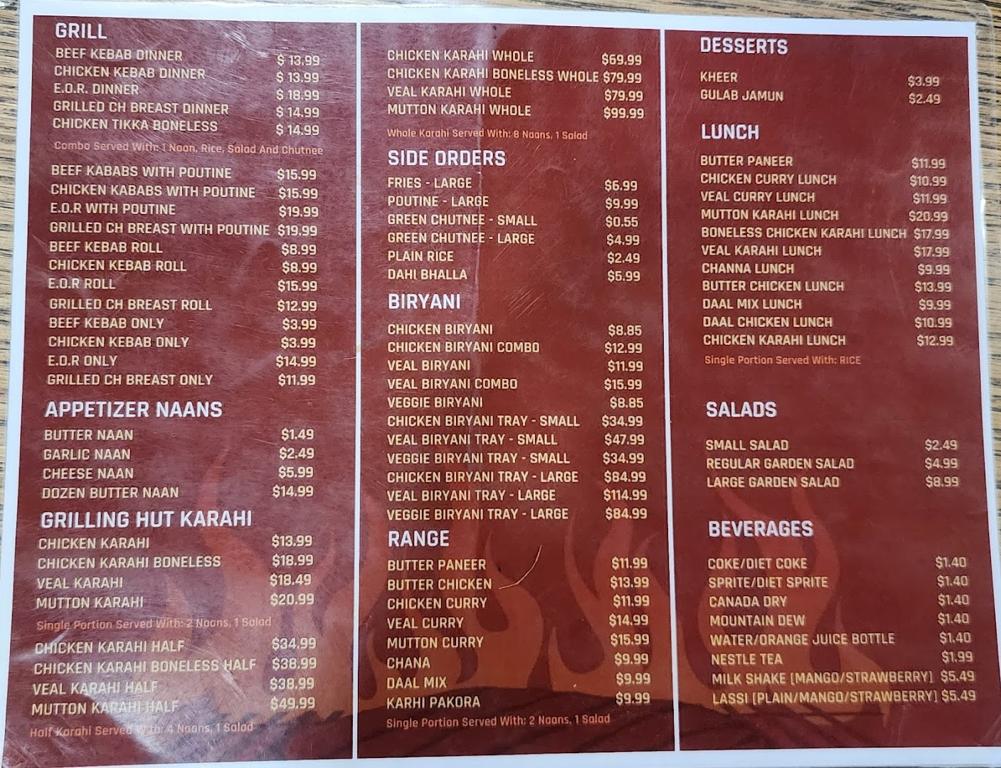 GRILL
BEEF KEBAB DINNER $ 13.99
CHICKEN KEBAB DINNER $ 13.99
E.O.R. DINNER $ 18.99
GRILLED CH BREAST DINNER $ 14.99
CHICKEN TIKKA BONELESS $ 14.99
Combo Served With: 1 Naan, Rice, Salad And Chutnee
BEEF KABABS WITH POUTINE $15.99
CHICKEN KABABS WITH POUTINE $15.99
E.O.R WITH POUTINE $19.99
GRILLED CH BREAST WITH POUTINE $19.99
BEEF KEBAB ROLL $8.99
CHICKEN KEBAB ROLL $8.99
E.O.R ROLL $15.99
GRILLED CH BREAST ROLL $12.99
BEEF KEBAB ONLY $3.99
CHICKEN KEBAB ONLY $3.99
E.O.R ONLY $14.99
GRILLED CH BREAST ONLY $11.99
APPETIZER NAANS
BUTTER NAAN $1.49
GARLIC NAAN $2.49
CHEESE NAAN $5.99
DOZEN BUTTER NAAN $14.99
GRILLING HUT KARAHI
CHICKEN KARAHI $13.99
CHICKEN KARAHI BONELESS $18.99
VEAL KARAHI $18.49
MUTTON KARAHI $20.99
Single Portion Served With: 2 Naans, 1 Salad
CHICKEN KARAHI HALF $34.99
CHICKEN KARAHI BONELESS HALF $38.99
VEAL KARAHI HALF $38.99
MUTTON KARAHI HALF $49.99
Half Karahi Served With: 4 Naans, 1 Salad
CHICKEN KARAHI WHOLE $69.99
CHICKEN KARAHI BONELESS WHOLE $79.99
VEAL KARAHI WHOLE $79.99
MUTTON KARAHI WHOLE $99.99
Whole Karahi Served With: 8 Naans, 1 Salad
SIDE ORDERS
FRIES - LARGE $6.99
POUTINE - LARGE $9.99
GREEN CHUTNEE - SMALL $0.55
GREEN CHUTNEE - LARGE $4.99
PLAIN RICE $2.49
DAHI BHALLA $5.99
BIRYANI
CHICKEN BIRYANI $8.85
CHICKEN BIRYANI COMBO $12.99
VEAL BIRYANI $11.99
VEAL BIRYANI COMBO $15.99
VEGGIE BIRYANI $8.85
CHICKEN BIRYANI TRAY - SMALL $34.99
VEAL BIRYANI TRAY - SMALL $47.99
VEGGIE BIRYANI TRAY - SMALL $34.99
CHICKEN BIRYANI TRAY - LARGE $84.99
VEAL BIRYANI TRAY - LARGE $114.99
VEGGIE BIRYANI TRAY - LARGE $84.99
RANGE
BUTTER PANEER $11.99
BUTTER CHICKEN $13.99
CHICKEN CURRY $11.99
VEAL CURRY $14.99
MUTTON CURRY $15.99
CHANA $9.99
DAAL MIX $9.99
KARHI PAKORA $9.99
Single Portion Served With: 2 Naans, 1 Salad
DESSERTS
KHEER $3.99
GULAB JAMUN $2.49
LUNCH
BUTTER PANEER $11.99
CHICKEN CURRY LUNCH $10.99
VEAL CURRY LUNCH $11.99
MUTTON KARAHI LUNCH $20.99
BONELESS CHICKEN KARAHI LUNCH $17.99
VEAL KARAHI LUNCH $17.99
CHANNA LUNCH $9.99
BUTTER CHICKEN LUNCH $13.99
DAAL MIX LUNCH $9.99
DAAL CHICKEN LUNCH $10.99
CHICKEN KARAHI LUNCH $12.99
Single Portion Served With: RICE
SALADS
SMALL SALAD $2.49
REGULAR GARDEN SALAD $4.99
LARGE GARDEN SALAD $8.99
BEVERAGES
COKE/DIET COKE $1.40
SPRITE/DIET SPRITE $1.40
CANADA DRY $1.40
MOUNTAIN DEW $1.40
WATER/ORANGE JUICE BOTTLE $1.40
NESTLE TEA $1.99
MILK SHAKE [MANGO/STRAWBERRY] $5.49
LASSI [PLAIN/MANGO/STRAWBERRY] $5.49